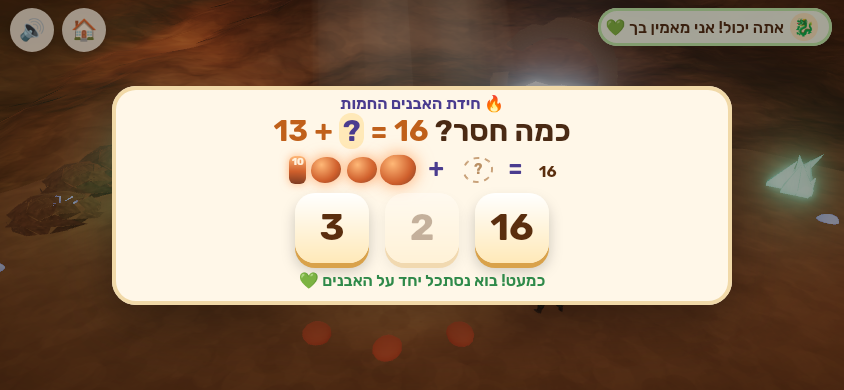 אתה יכול! אני מאמין בך 💚
🔥 חידת האבנים החמות
כמה חסר? 13 + ? = 16
10 + ? = 16
3 2 16
כמעט! בוא נסתכל יחד על האבנים 💚